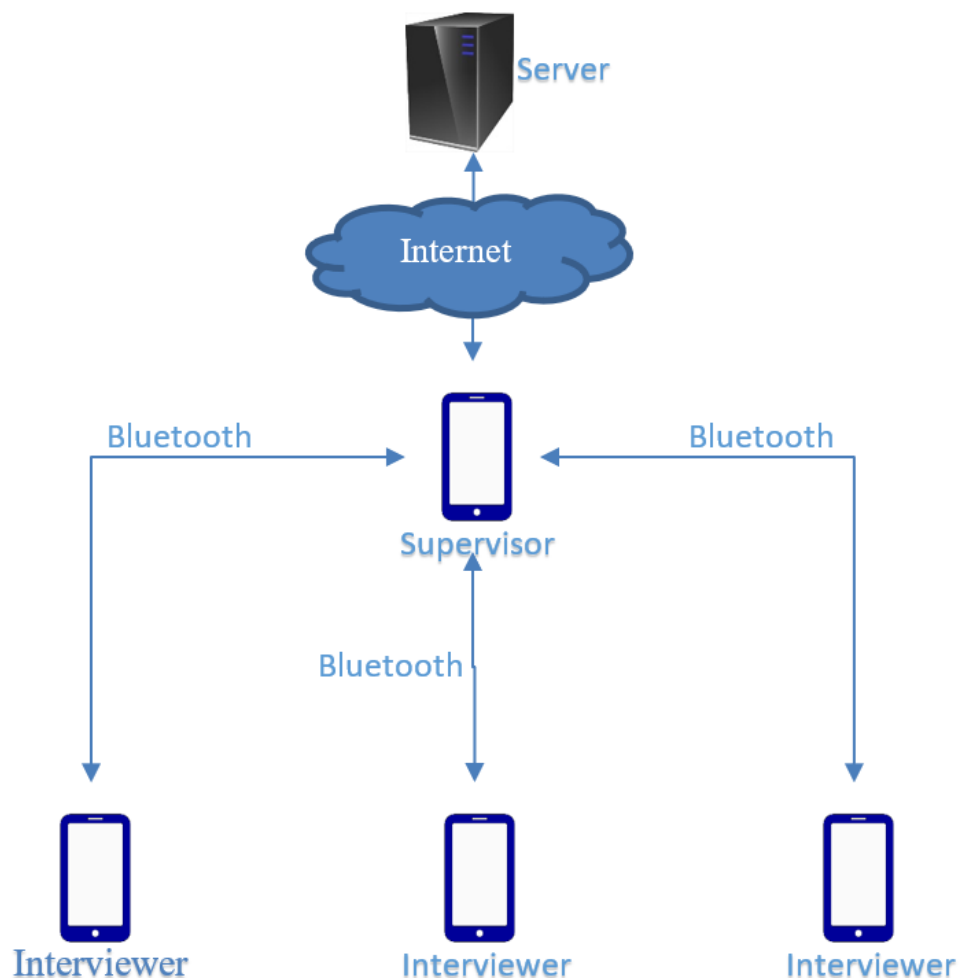 Server
Internet
Bluetooth
Bluetooth
Supervisor
Bluetooth
Interviewer
Interviewer
Interviewer